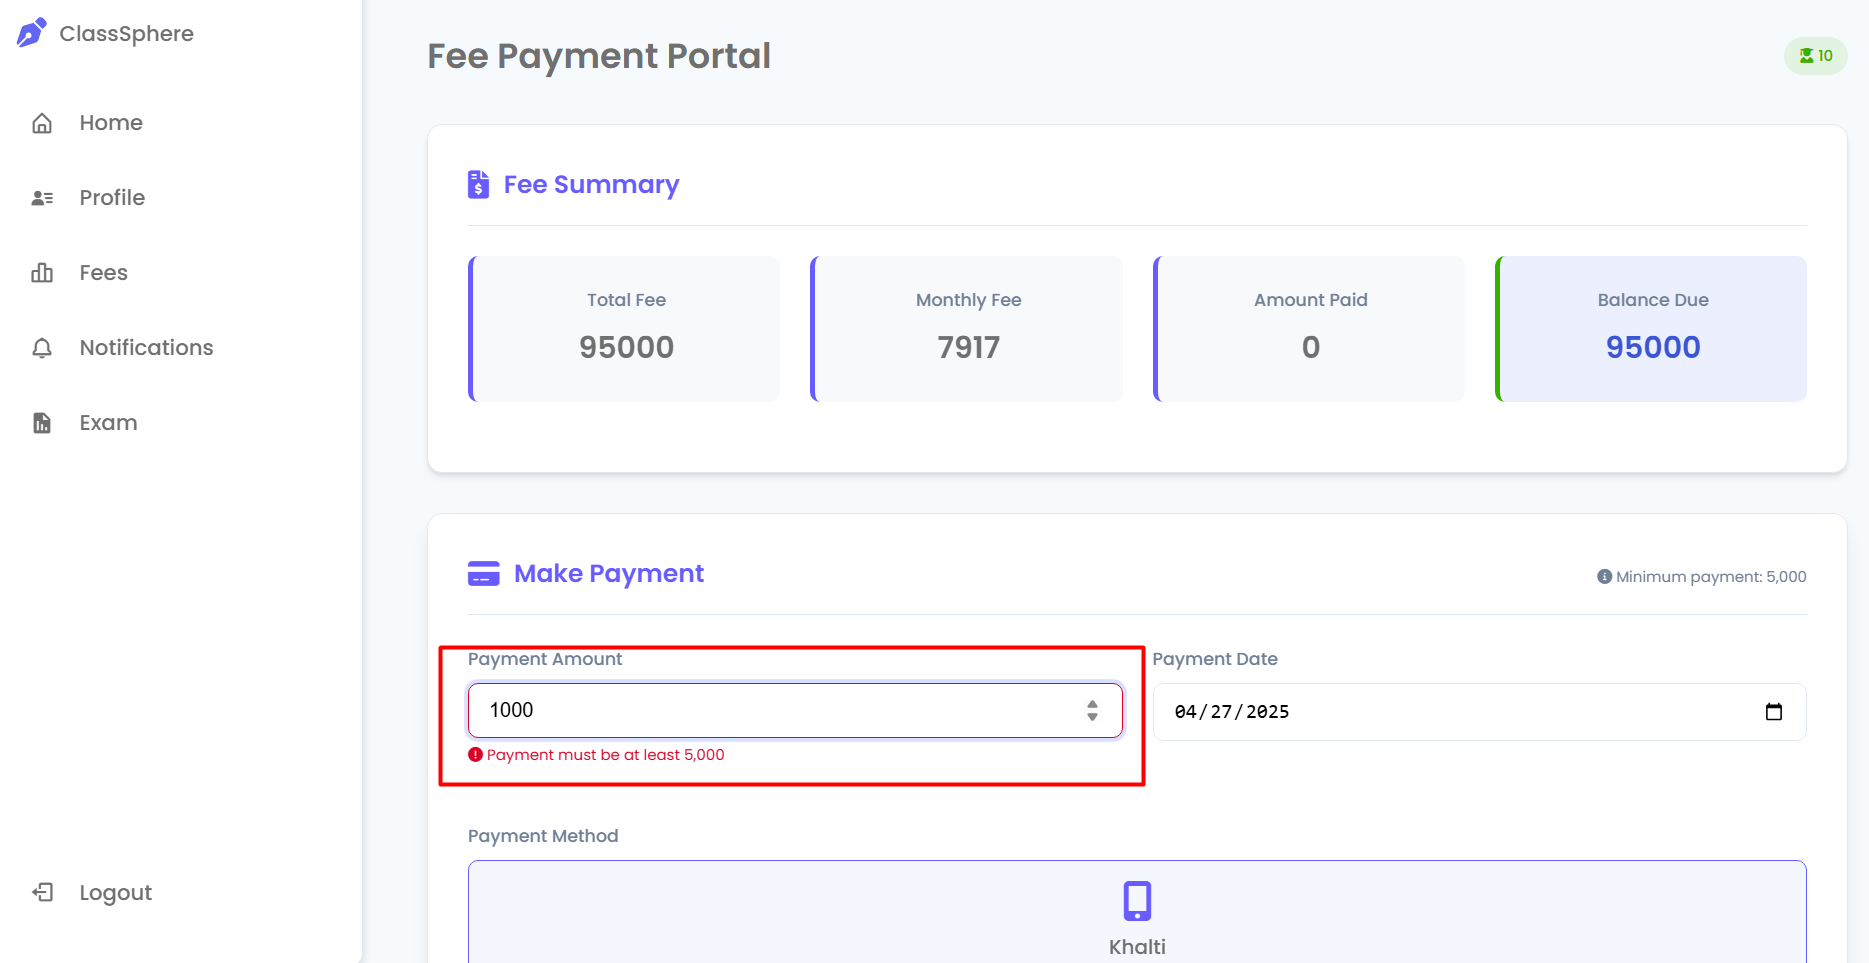 ClassSphere
Home
Profile
Fees
Notifications
Exam
Logout
Fee Payment Portal
10
Fee Summary
Total Fee
95000
Monthly Fee
7917
Amount Paid
0
Balance Due
95000
Make Payment
Minimum payment: 5,000
Payment Amount
1000
Payment must be at least 5,000
Payment Date
04/27/2025
Payment Method
Khalti